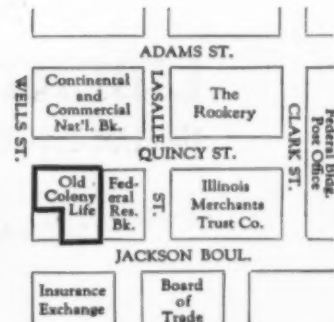 ADAMS ST.
WELLS ST.
Continental
and
Commercial
Nat'l. Bk.
LASALLE
ST.
The
Rookery
CLARK ST.
Federal Bldg.
Post Office
QUINCY ST.
Old
Colony
Life
Fed-
eral
Res.
Bk.
Illinois
Merchants
Trust Co.
JACKSON BOUL.
Insurance
Exchange
Board
of
Trade